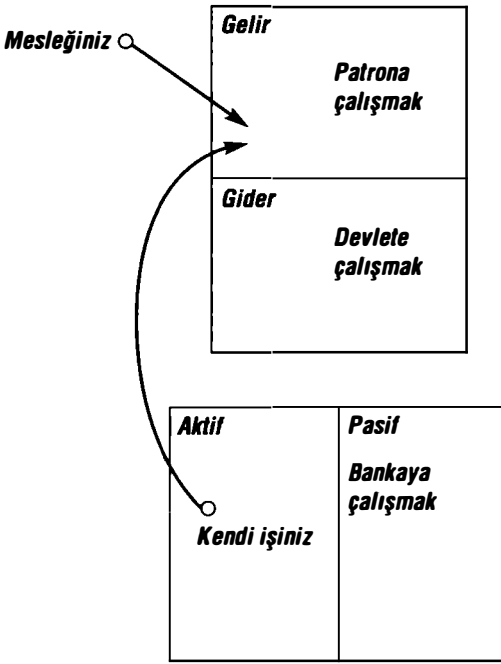 Gelir
Mesleğiniz
Patrona
çalışmak
Gider
Devlete
çalışmak
Aktif
Pasif
Bankaya
çalışmak
Kendi işiniz